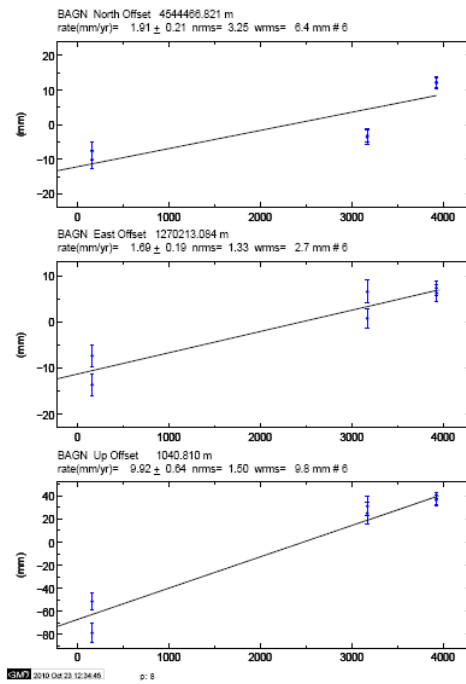 BAGN North Offset 4544466.821 m
rate(mm/yr)= 1.91 ± 0.21 nrms= 3.25 wrms= 6.4 mm # 6
20
10
0
−10
−20
(mm)
0 1000 2000 3000 4000
BAGN East Offset 1270213.084 m
rate(mm/yr)= 1.69 ± 0.19 nrms= 1.33 wrms= 2.7 mm # 6
10
0
−10
−20
(mm)
0 1000 2000 3000 4000
BAGN Up Offset 1040.810 m
rate(mm/yr)= 9.92 ± 0.64 nrms= 1.50 wrms= 9.8 mm # 6
40
20
0
−20
−40
−60
−80
(mm)
0 1000 2000 3000 4000
GMT 2010 Oct 23 12:34:45 p: 8